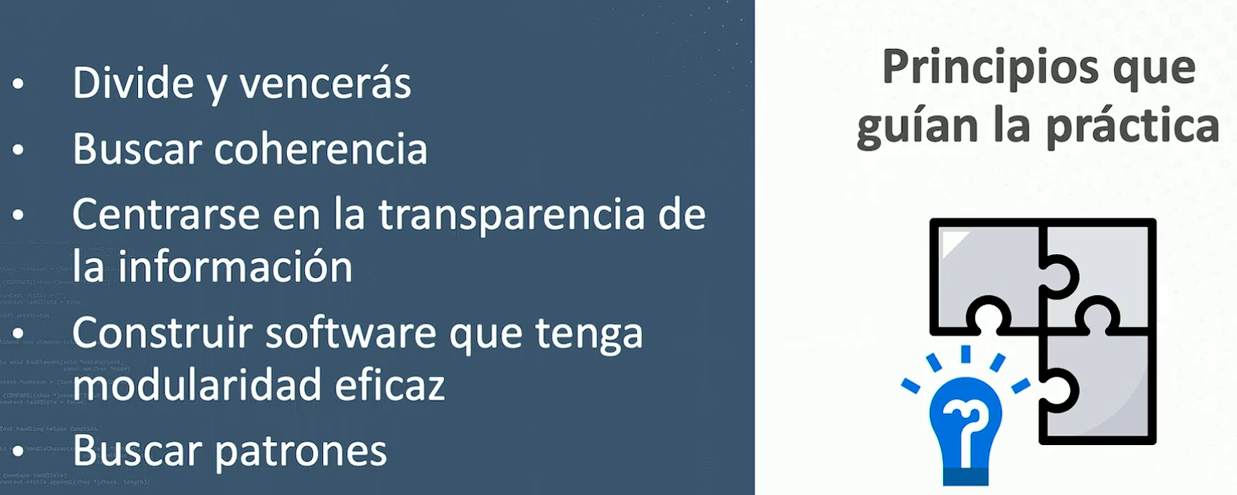 • Divide y vencerás
• Buscar coherencia
• Centrarse en la transparencia de
la información
• Construir software que tenga
modularidad eficaz
• Buscar patrones
Principios que
guían la práctica